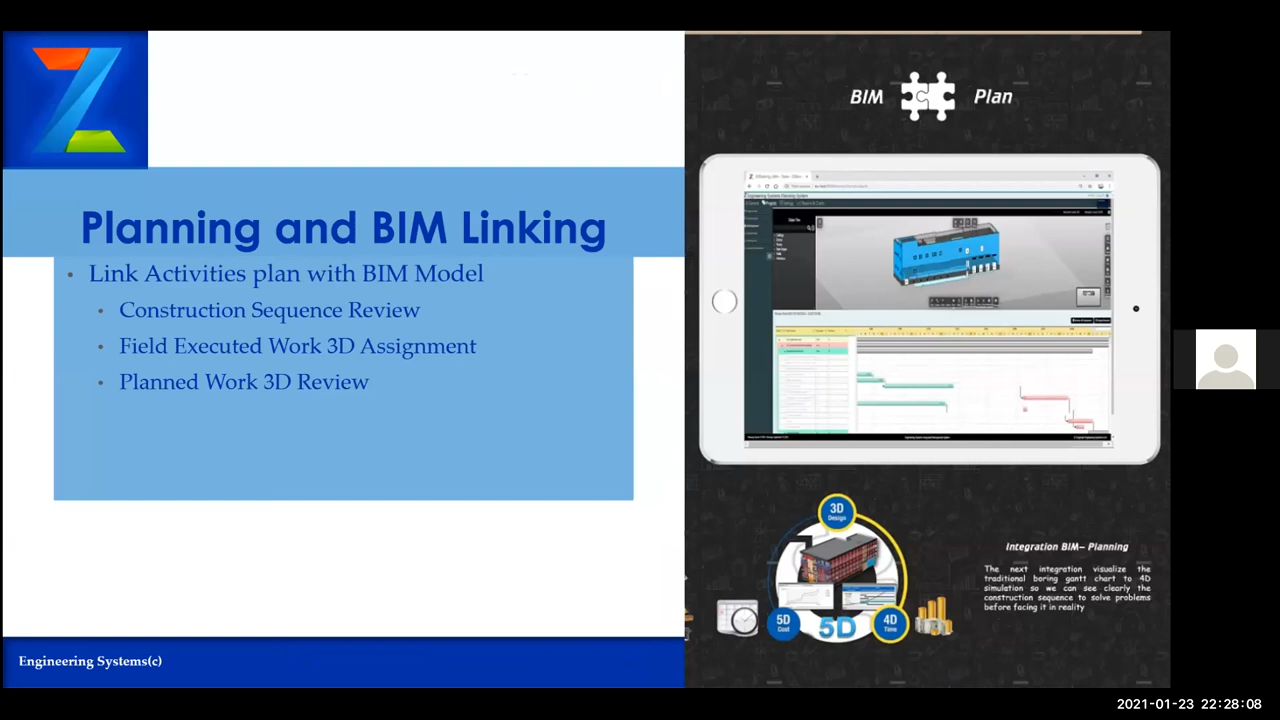 Planning and BIM Linking
• Link Activities plan with BIM Model
• Construction Sequence Review
• Field Executed Work 3D Assignment
• Planned Work 3D Review
Engineering Systems(c)
BIM Plan
3D
Design
5D
Cost
5D
4D
Time
Integration BIM– Planning
The next integration visualize the
traditional boring gantt chart to 4D
simulation so we can see clearly the
construction sequence to solve problems
before facing it in reality
2021-01-23 22:28:08